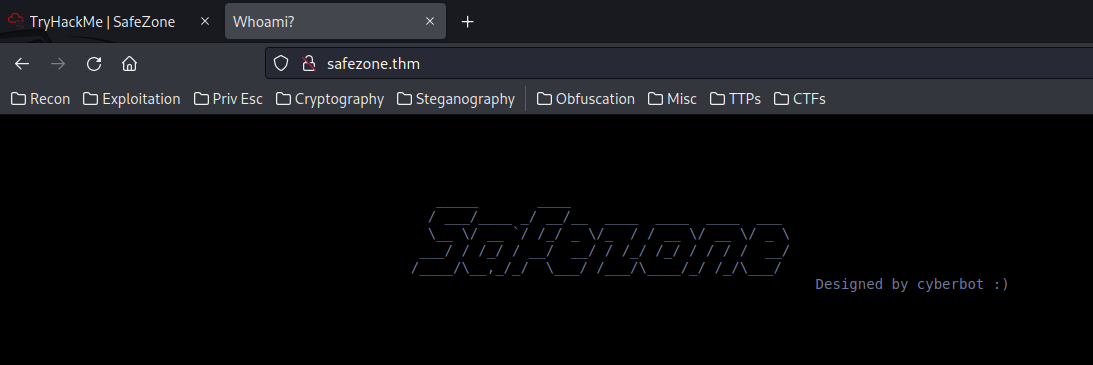 TryHackMe | SafeZone
Whoami?
safezone.thm
Recon Exploitation Priv Esc Cryptography Steganography Obfuscation Misc TTPs CTFs
Safezone
Designed by cyberbot :)